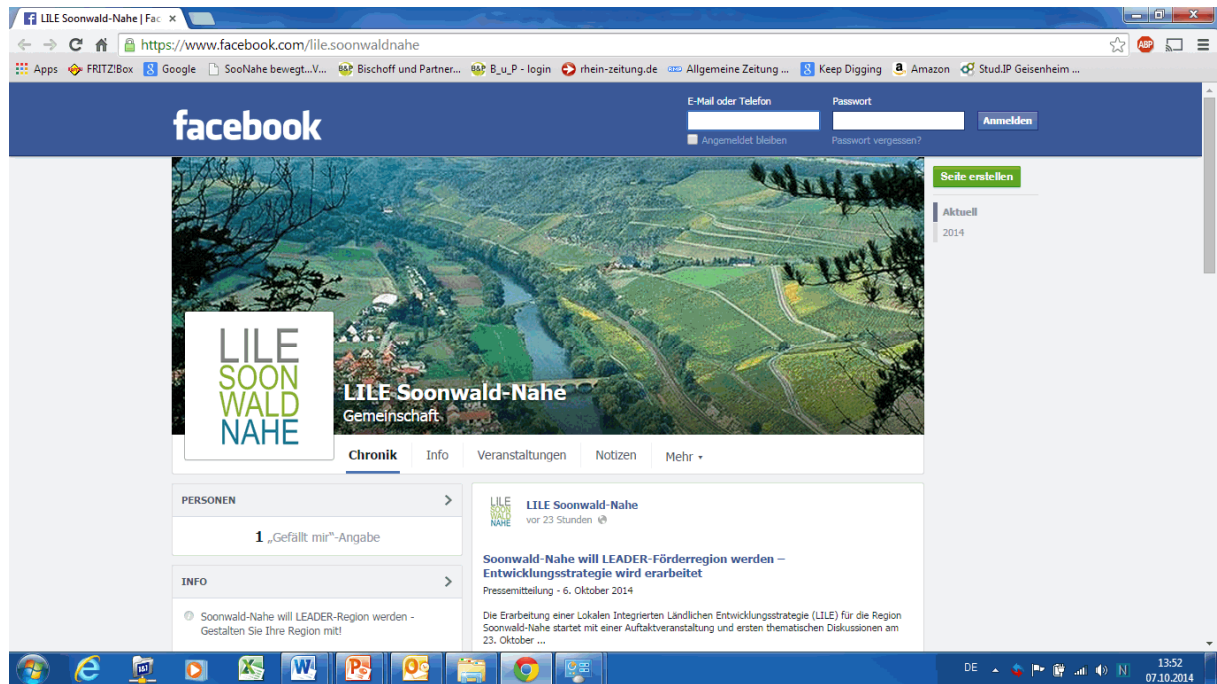 LILE Soonwald-Nahe | Fac
https://www.facebook.com/lile.soonwaldnahe
ABP
Apps FRITZ!Box Google SooNahe bewegt...V... Bischoff und Partner... B_u_P - login rhein-zeitung.de Allgemeine Zeitung ... Keep Digging Amazon Stud.IP Geisenheim ...
facebook
E-Mail oder Telefon Passwort
Anmelden
Angemeldet bleiben Passwort vergessen?
Seite erstellen
Aktuell
2014
LILE
SOON
WALD
NAHE
LILE Soonwald-Nahe
Gemeinschaft
Chronik Info Veranstaltungen Notizen Mehr
PERSONEN
1 „Gefällt mir"-Angabe
INFO
Soonwald-Nahe will LEADER-Region werden -
Gestalten Sie Ihre Region mit!
LILE
SOON
WALD
NAHE
LILE Soonwald-Nahe
vor 23 Stunden
Soonwald-Nahe will LEADER-Förderregion werden –
Entwicklungsstrategie wird erarbeitet
Pressemitteilung - 6. Oktober 2014
Die Erarbeitung einer Lokalen Integrierten Ländlichen Entwicklungsstrategie (LILE) für die Region
Soonwald-Nahe startet mit einer Auftaktveranstaltung und ersten thematischen Diskussionen am
23. Oktober ...
DE
13:52
07.10.2014